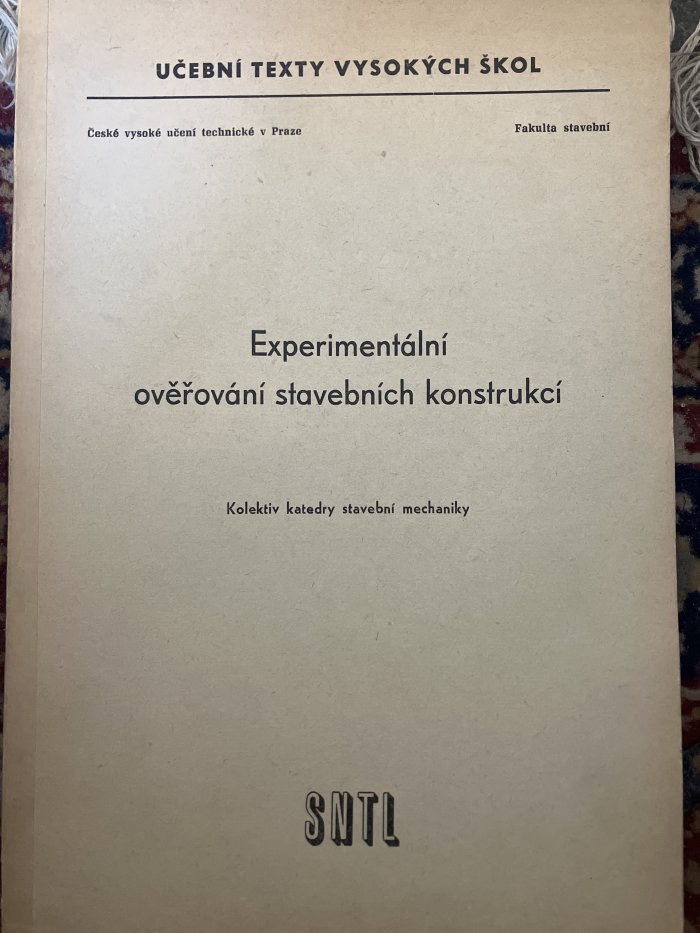 UČEBNÍ TEXTY VYSOKÝCH ŠKOL
České vysoké učení technické v Praze
Fakulta stavební
Experimentální
ověřování stavebních konstrukcí
Kolektiv katedry stavební mechaniky
SNTL